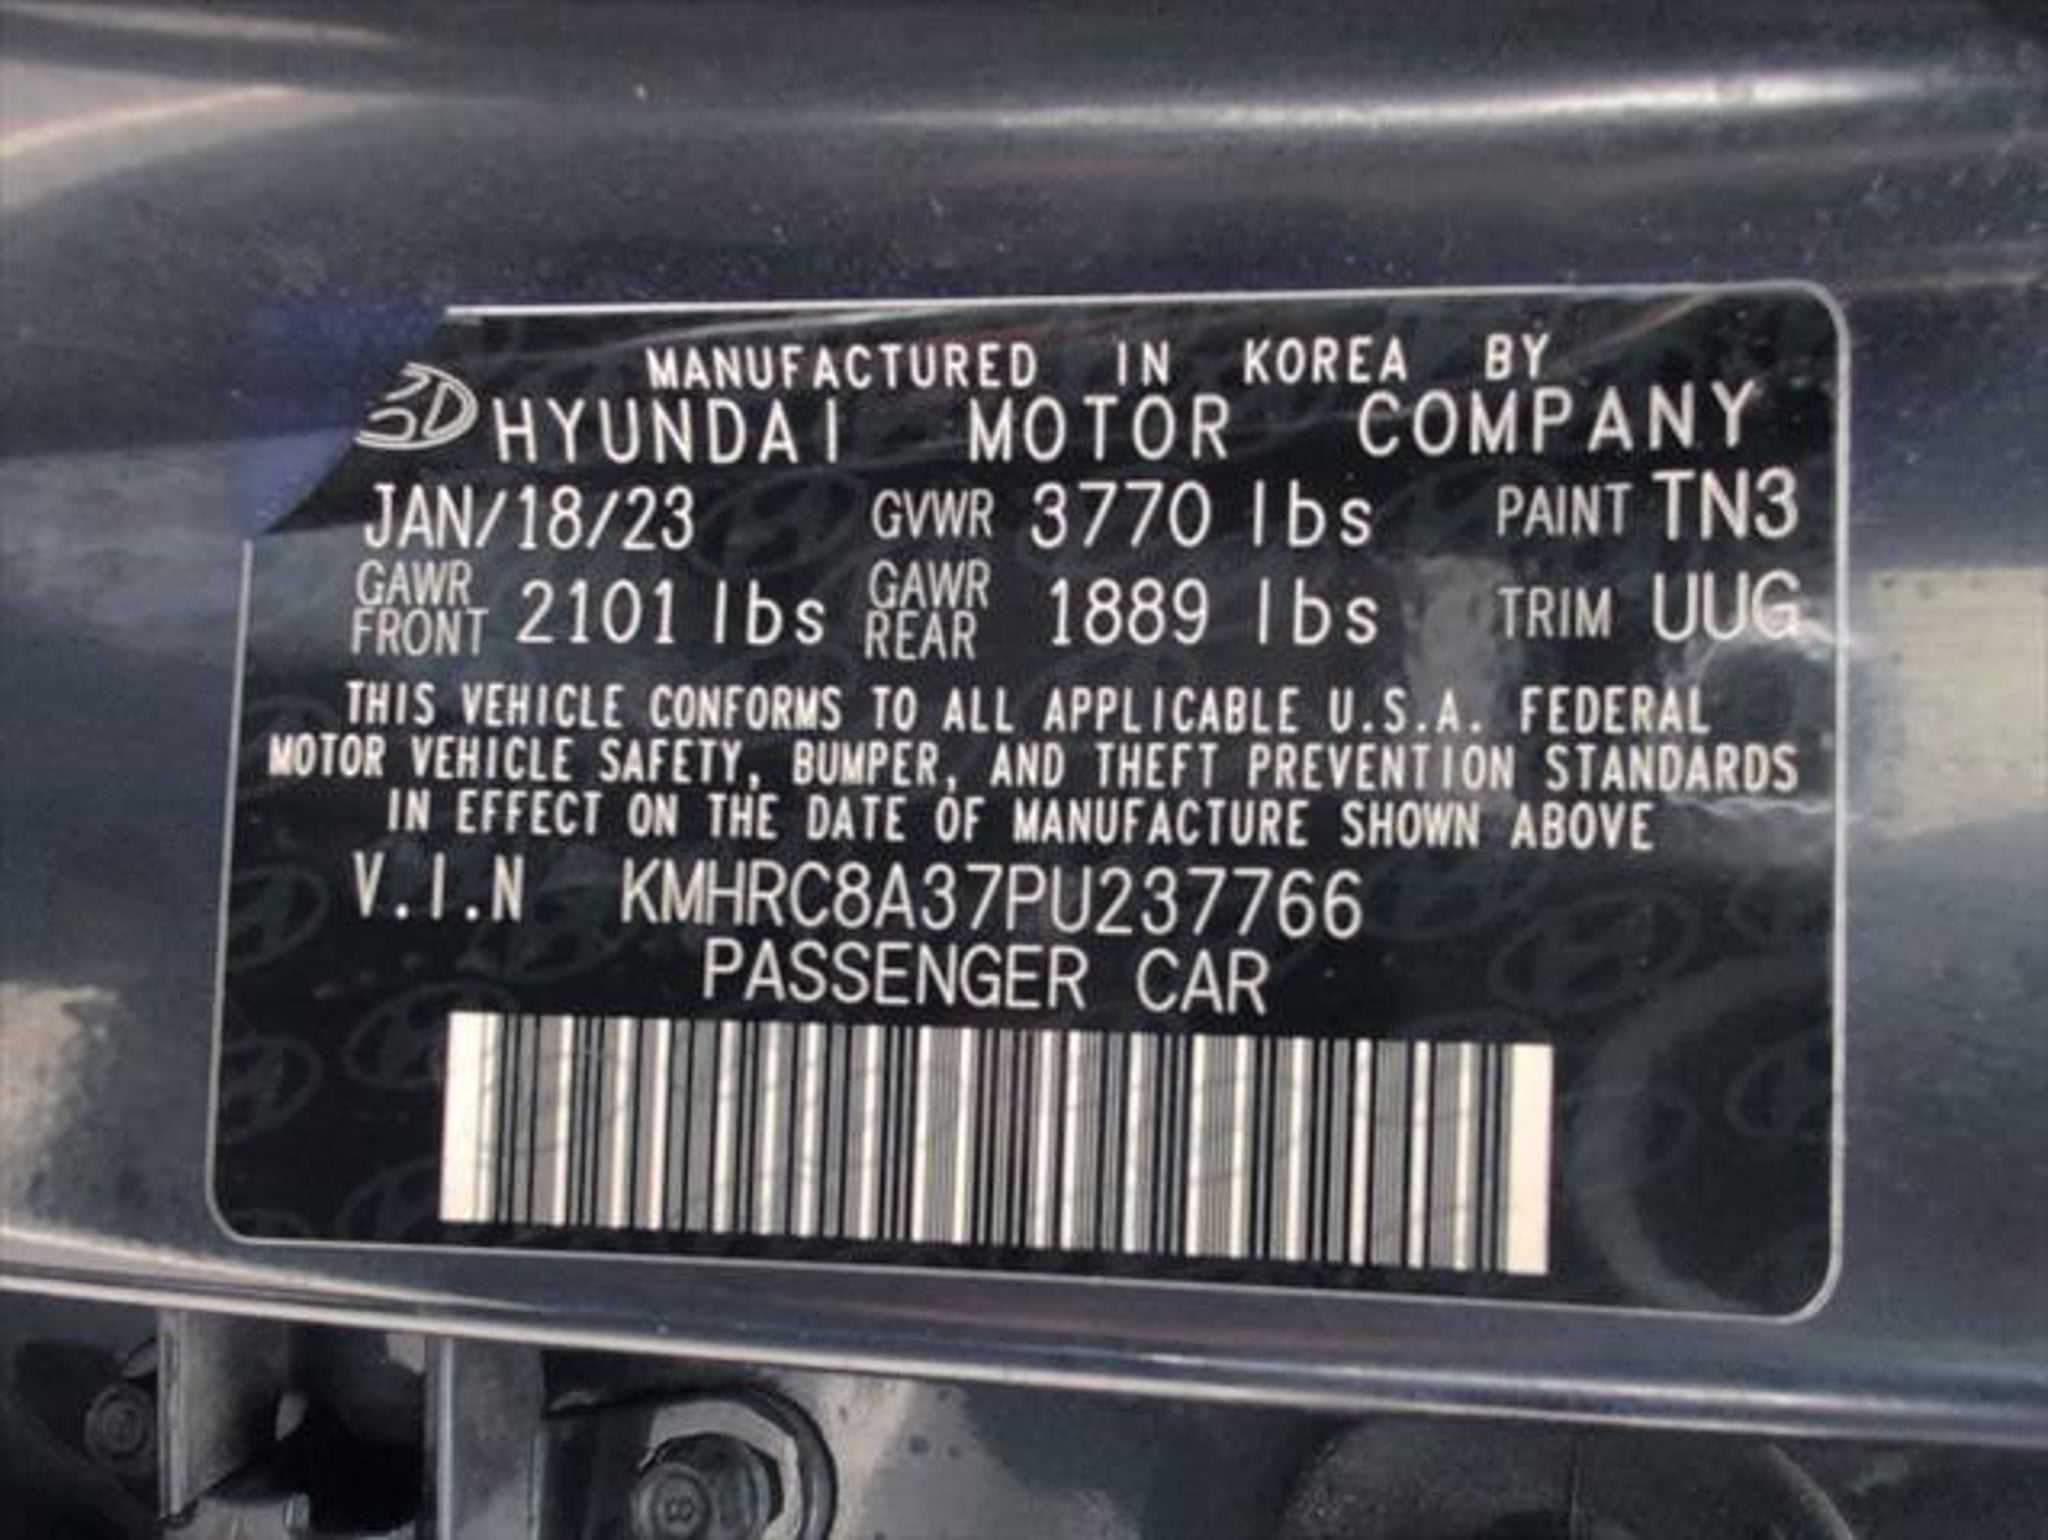 MANUFACTURED IN KOREA BY
HYUNDAI MOTOR COMPANY
JAN/18/23 GVWR 3770 lbs PAINT TN3
GAWR FRONT 2101 lbs GAWR REAR 1889 lbs TRIM UUG
THIS VEHICLE CONFORMS TO ALL APPLICABLE U.S.A. FEDERAL
MOTOR VEHICLE SAFETY, BUMPER, AND THEFT PREVENTION STANDARDS
IN EFFECT ON THE DATE OF MANUFACTURE SHOWN ABOVE
V.I.N KMHRC8A37PU237766
PASSENGER CAR
8